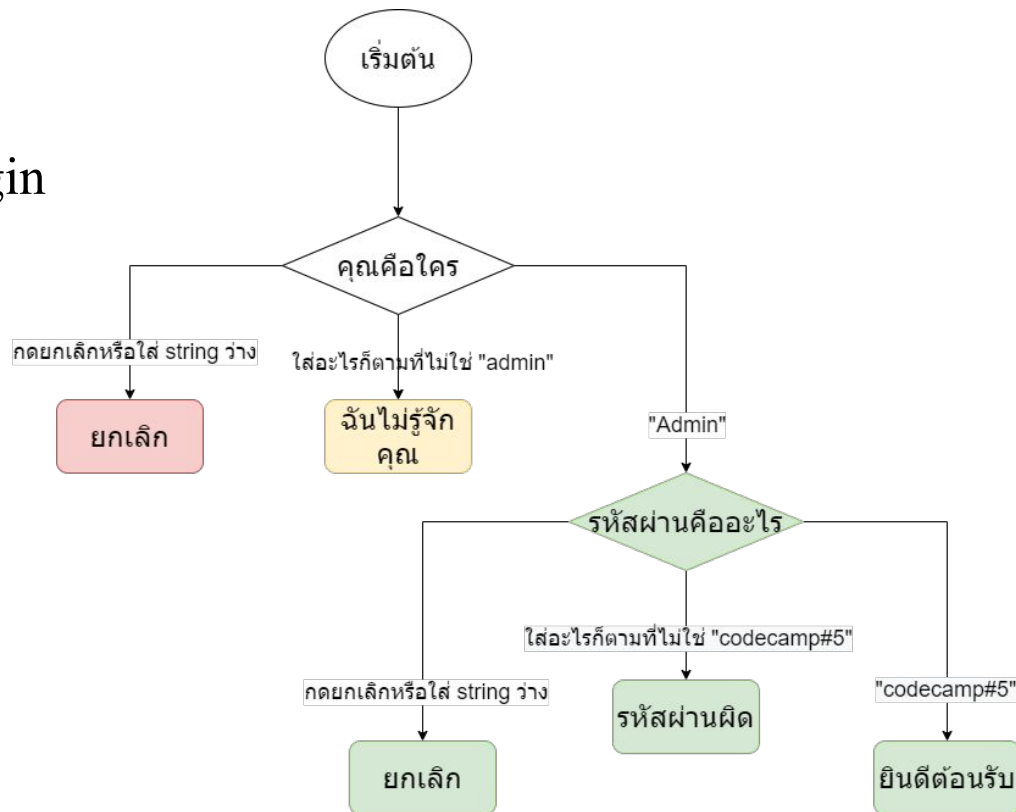 เริ่มต้น
gin
คุณคือใคร
กดยกเลิกหรือใส่ string ว่าง
ใส่อะไรก็ตามที่ไม่ใช่ "admin"
"Admin"
ยกเลิก
ฉันไม่รู้จัก
คุณ
รหัสผ่านคืออะไร
กดยกเลิกหรือใส่ string ว่าง
ใส่อะไรก็ตามที่ไม่ใช่ "codecamp#5"
"codecamp#5"
ยกเลิก
รหัสผ่านผิด
ยินดีต้อนรับ